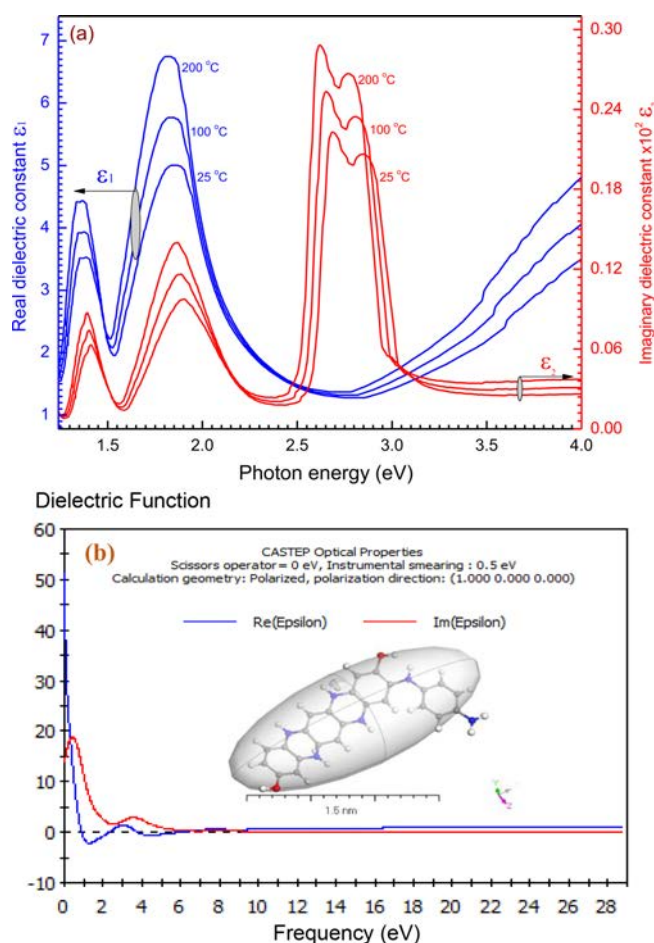 (a)
7
6
5
4
3
2
1
Real dielectric constant ε1
200 °C
100 °C
25 °C
ε1
200 °C
100 °C
25 °C
ε2
0.30
0.24
0.18
0.12
0.06
0.00
Imaginary dielectric constant x10²
1.5 2.0 2.5 3.0 3.5 4.0
Photon energy (eV)
Dielectric Function
(b)
CASTEP Optical Properties
Scissors operator= 0 eV, Instrumental smearing : 0.5 eV
Calculation geometry: Polarized, polarization direction: (1.000 0.000 0.000)
Re(Epsilon) Im(Epsilon)
60
50
40
30
20
10
0
-10
1.5 nm
0 2 4 6 8 10 12 14 16 18 20 22 24 26 28
Frequency (eV)